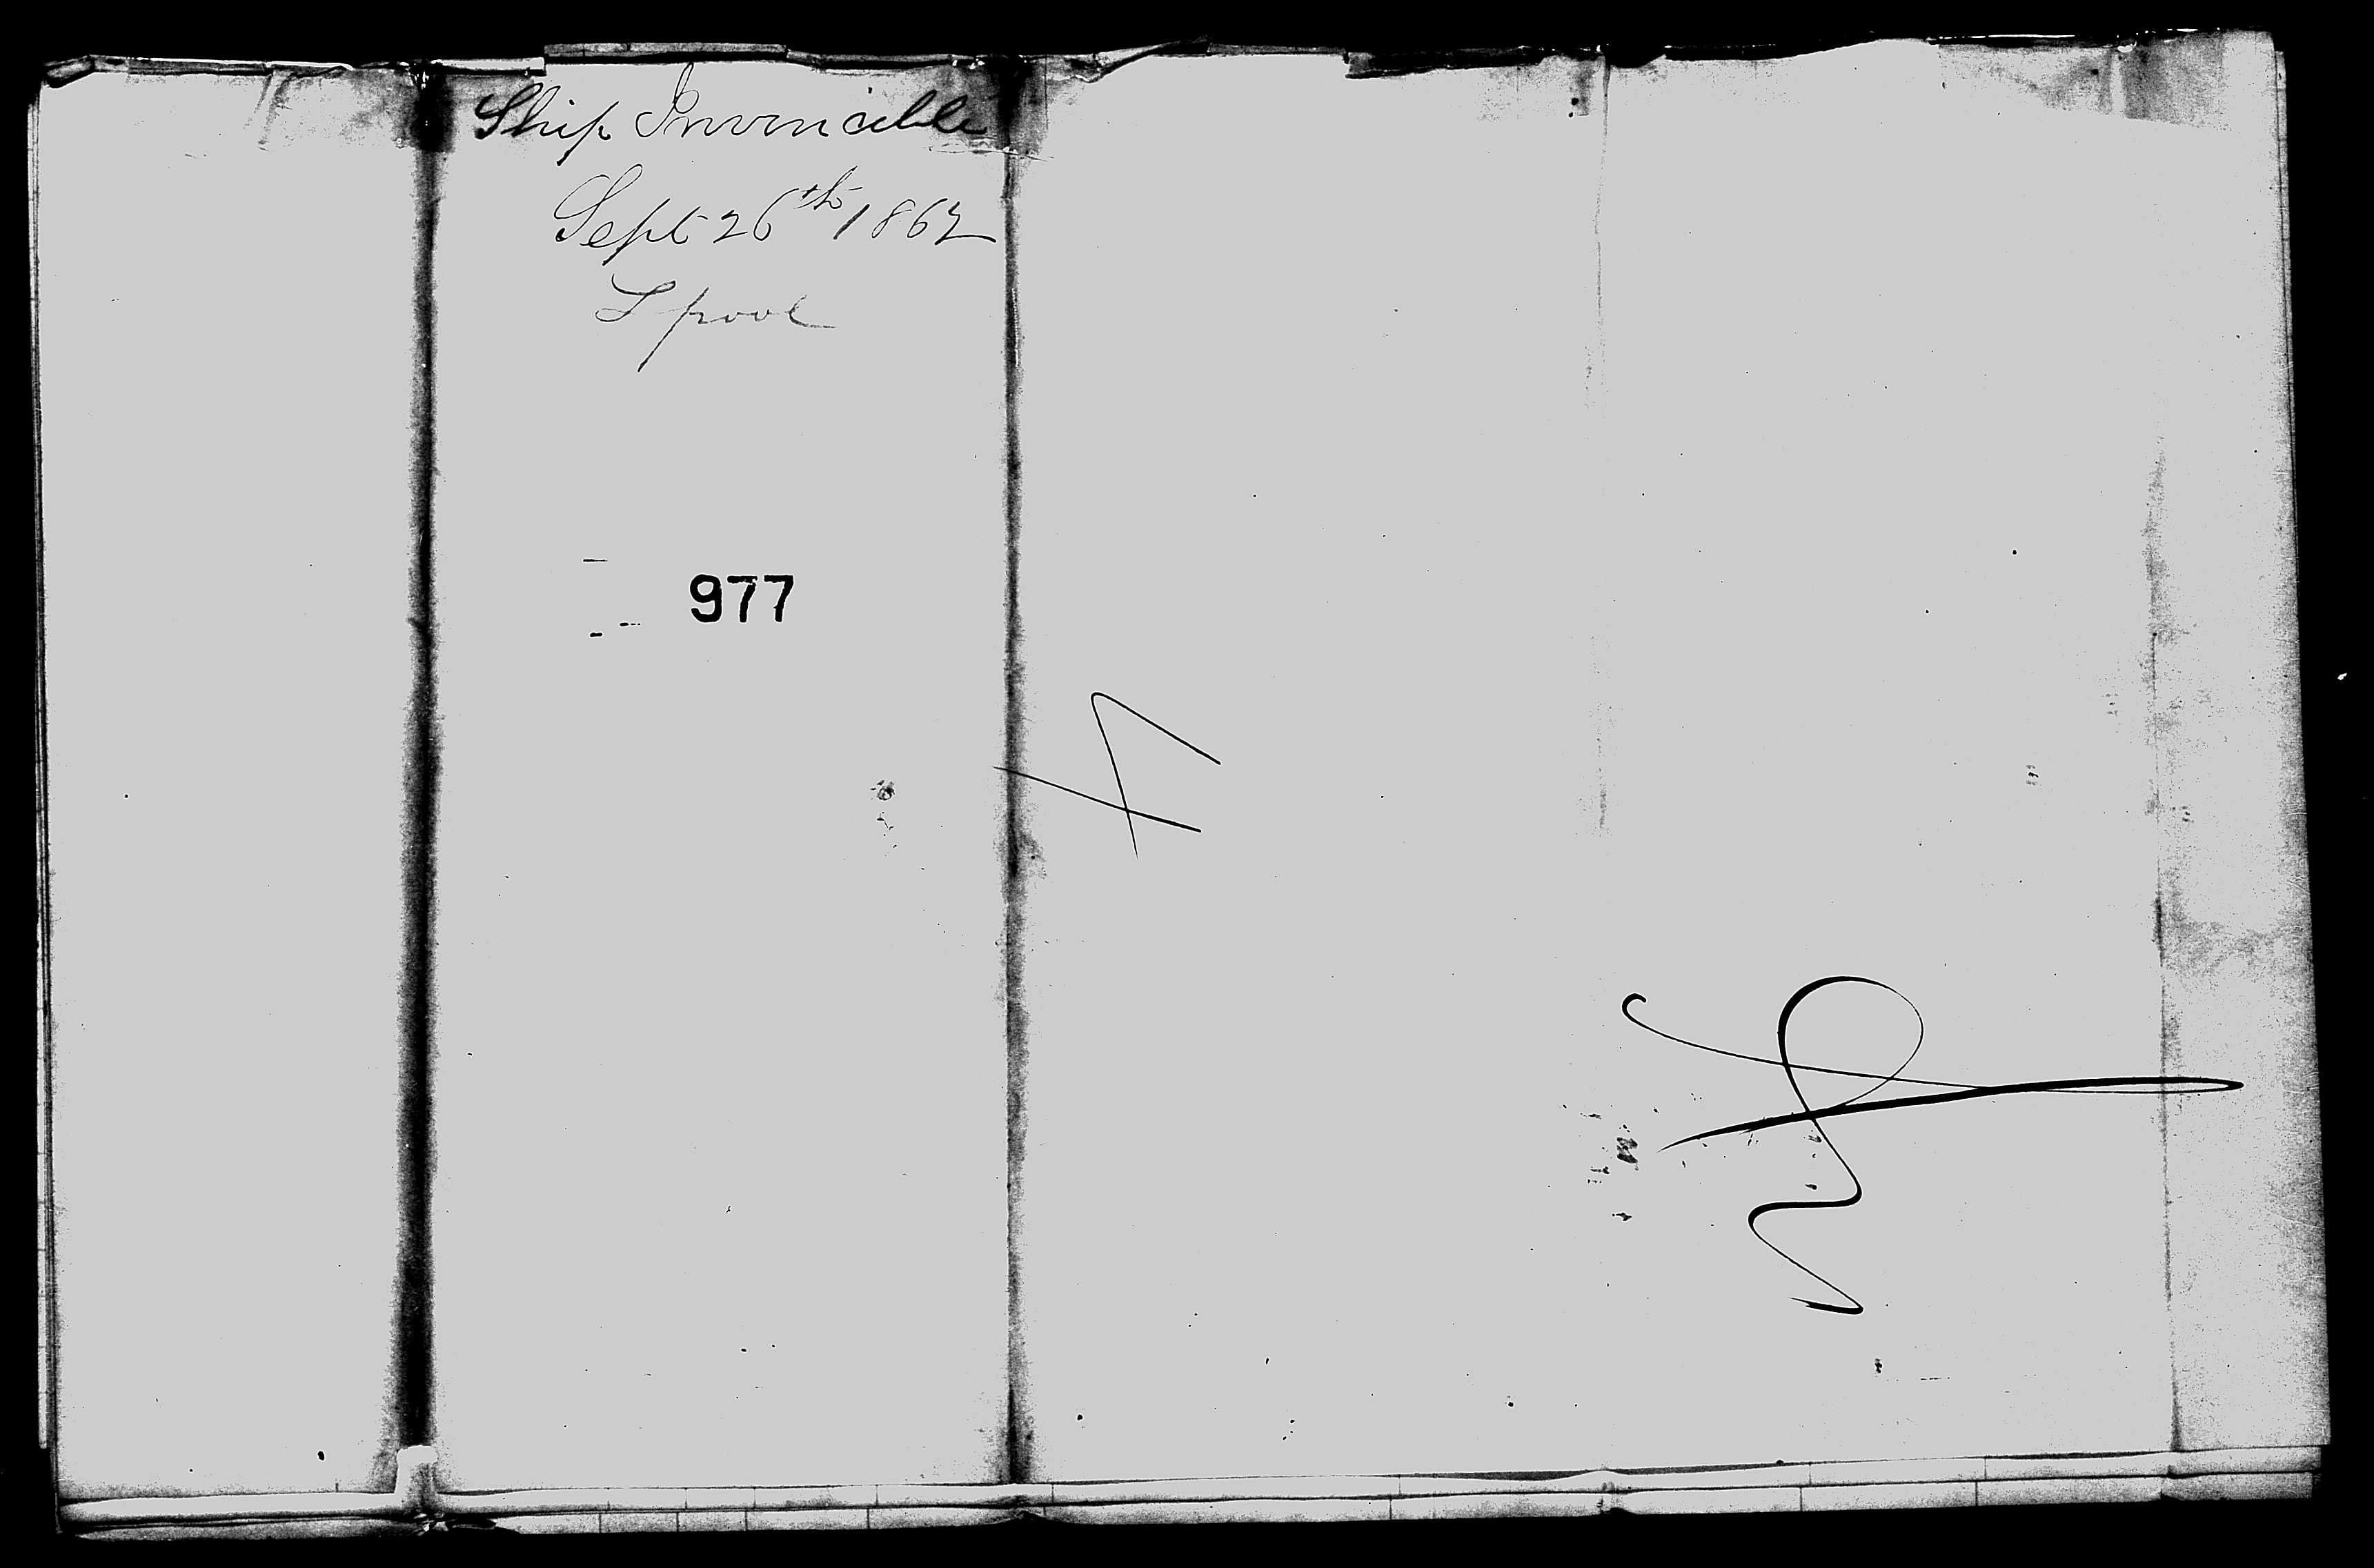 Ship Invincible
Sept 26th 1862
L pool
977